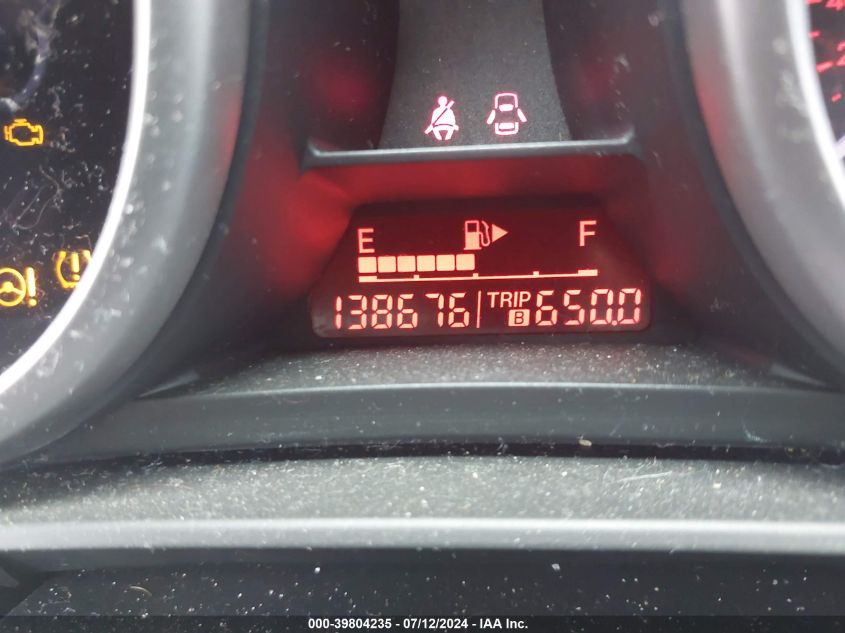 E F
138676 TRIP B 650.0
000-39804235 - 07/12/2024 - IAA Inc.